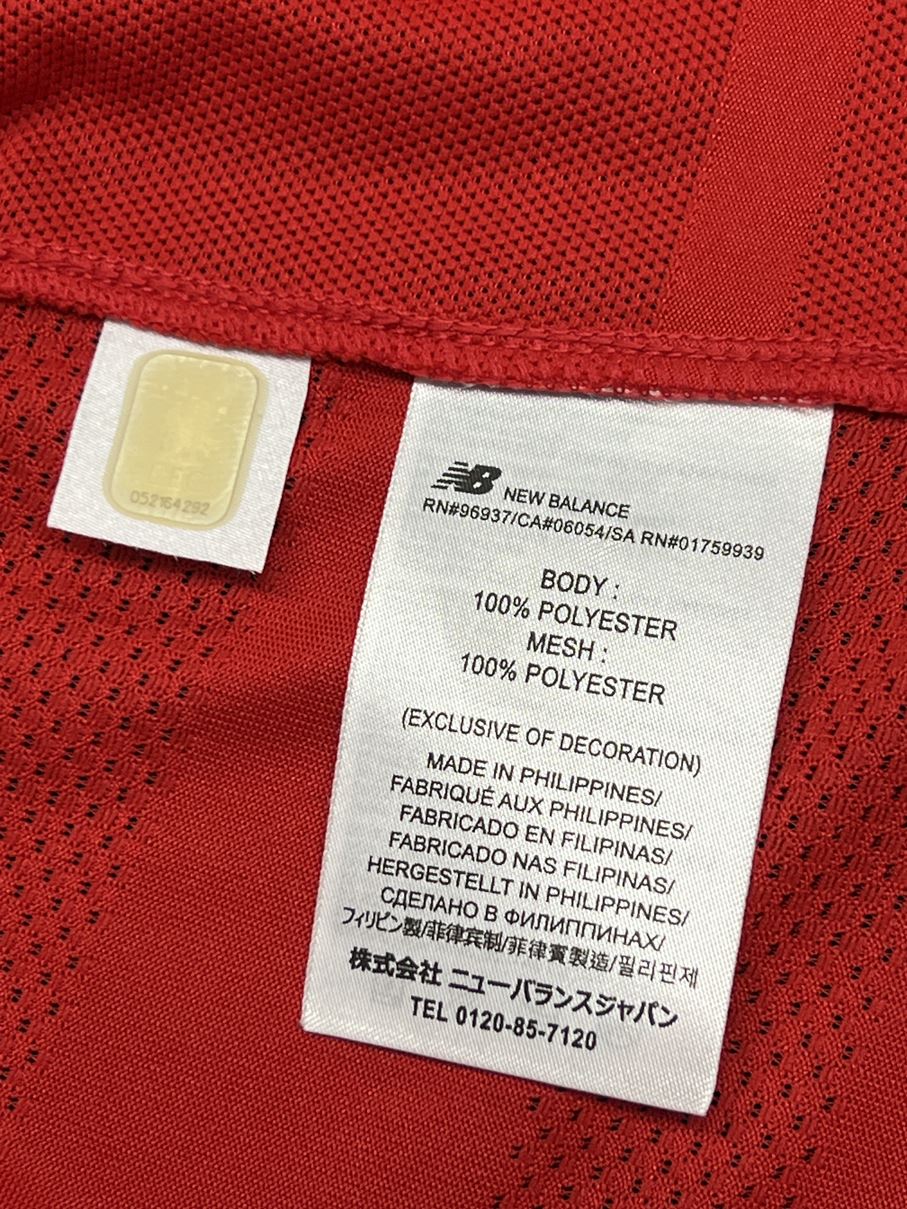 052164292
NB NEW BALANCE
RN#96937/CA#06054/SA RN#01759939
BODY :
100% POLYESTER
MESH :
100% POLYESTER
(EXCLUSIVE OF DECORATION)
MADE IN PHILIPPINES/
FABRIQUÉ AUX PHILIPPINES/
FABRICADO EN FILIPINAS/
FABRICADO NAS FILIPINAS/
HERGESTELLT IN PHILIPPINES/
СДЕЛАНО В ФИЛИППИНАХ/
フィリピン製/菲律宾制/菲律賓製造/필리핀제
株式会社 ニューバランスジャパン
TEL 0120-85-7120